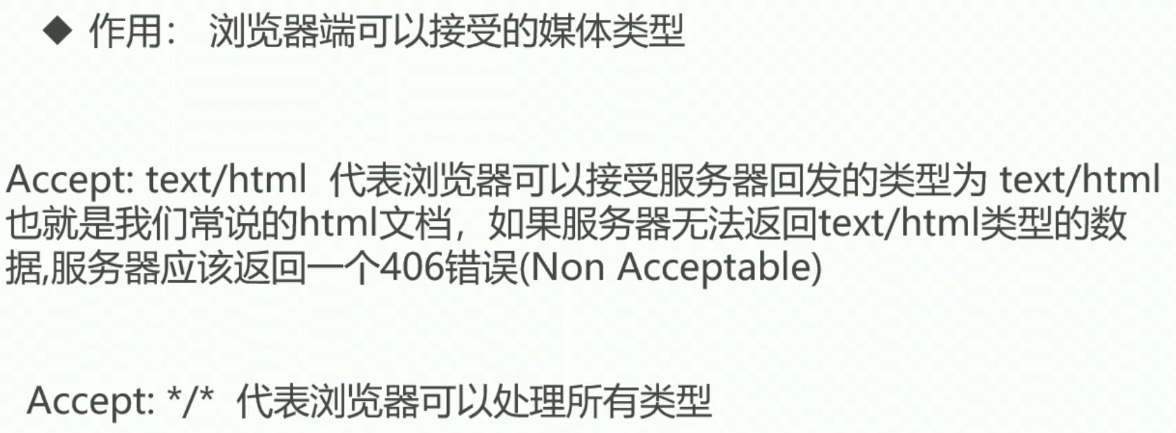 ◆ 作用： 浏览器端可以接受的媒体类型
Accept: text/html 代表浏览器可以接受服务器回发的类型为 text/html
也就是我们常说的html文档，如果服务器无法返回text/html类型的数
据,服务器应该返回一个406错误(Non Acceptable)
Accept: */* 代表浏览器可以处理所有类型